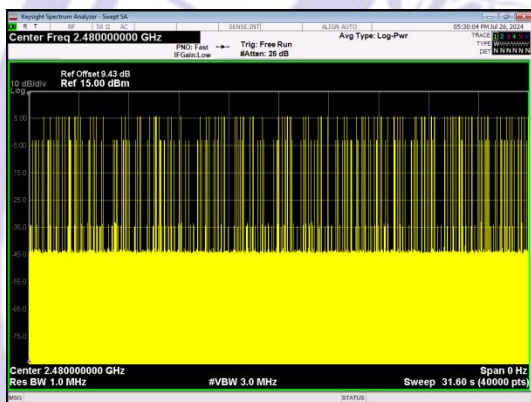 Keysight Spectrum Analyzer - Swept SA
R T RF 50 Ω AC SENSE:INT ALIGN AUTO 05:30:04 PM Jul 26, 2024
Center Freq 2.480000000 GHz
PNO: Fast
IFGain:Low
Trig: Free Run
#Atten: 26 dB
Avg Type: Log-Pwr
TRACE 1 2 3 4 5 6
TYPE W
DET N N N N N N
Ref Offset 9.43 dB
10 dB/div Ref 15.00 dBm
Log
5.00
-5.00
-15.0
-25.0
-35.0
-45.0
-55.0
-65.0
-75.0
Center 2.480000000 GHz Span 0 Hz
Res BW 1.0 MHz #VBW 3.0 MHz Sweep 31.60 s (40000 pts)
MSG STATUS